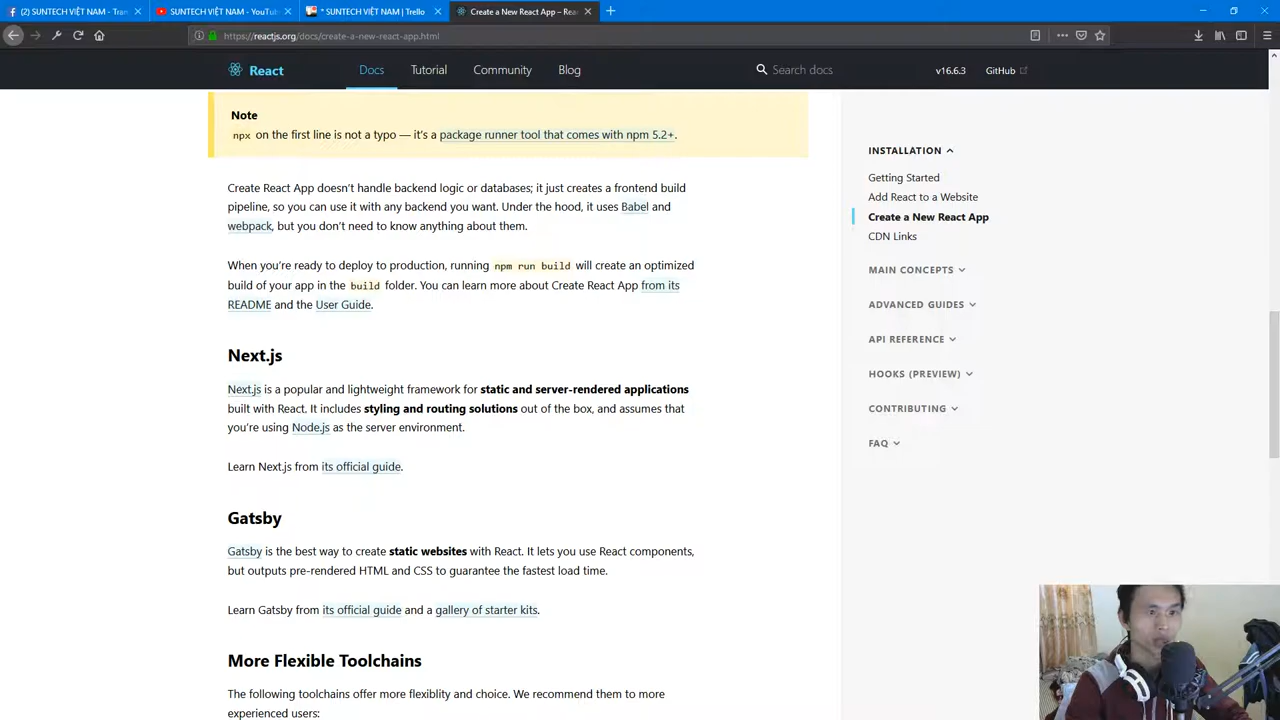 (2) SUNTECH VIỆT NAM - Tran
SUNTECH VIỆT NAM - YouTu
* SUNTECH VIỆT NAM | Trello
Create a New React App – Rea
https://reactjs.org/docs/create-a-new-react-app.html
React
Docs
Tutorial
Community
Blog
Search docs
v16.6.3
GitHub
Note
npx on the first line is not a typo — it's a package runner tool that comes with npm 5.2+.
Create React App doesn't handle backend logic or databases; it just creates a frontend build
pipeline, so you can use it with any backend you want. Under the hood, it uses Babel and
webpack, but you don't need to know anything about them.
When you're ready to deploy to production, running npm run build will create an optimized
build of your app in the build folder. You can learn more about Create React App from its
README and the User Guide.
Next.js
Next.js is a popular and lightweight framework for static and server-rendered applications
built with React. It includes styling and routing solutions out of the box, and assumes that
you're using Node.js as the server environment.
Learn Next.js from its official guide.
Gatsby
Gatsby is the best way to create static websites with React. It lets you use React components,
but outputs pre-rendered HTML and CSS to guarantee the fastest load time.
Learn Gatsby from its official guide and a gallery of starter kits.
More Flexible Toolchains
The following toolchains offer more flexiblity and choice. We recommend them to more
experienced users:
INSTALLATION
Getting Started
Add React to a Website
Create a New React App
CDN Links
MAIN CONCEPTS
ADVANCED GUIDES
API REFERENCE
HOOKS (PREVIEW)
CONTRIBUTING
FAQ